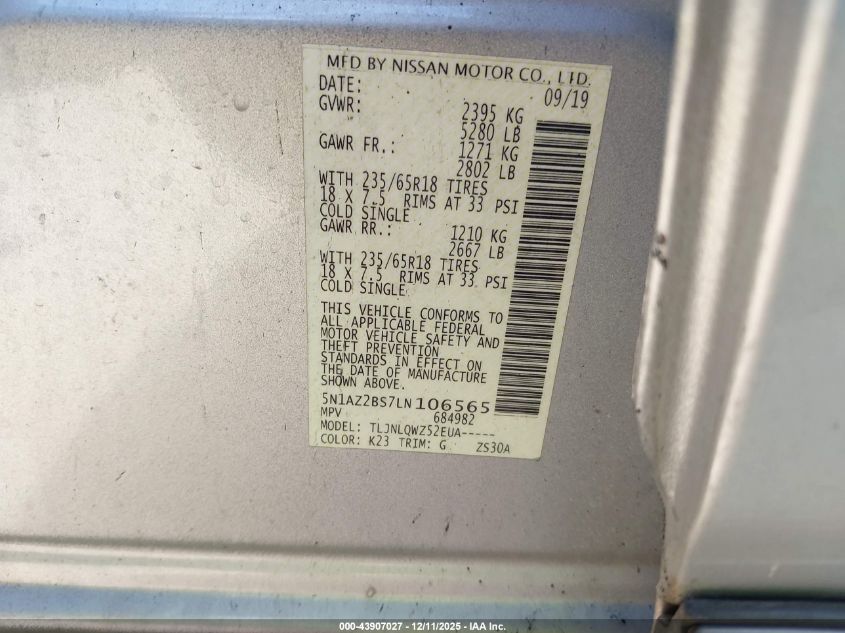 MFD BY NISSAN MOTOR CO., LTD.
DATE: 09/19
GVWR: 2395 KG
5280 LB
GAWR FR.: 1271 KG
2802 LB
WITH 235/65R18 TIRES
18 X 7.5 RIMS AT 33 PSI
COLD SINGLE
GAWR RR.: 1210 KG
2667 LB
WITH 235/65R18 TIRES
18 X 7.5 RIMS AT 33 PSI
COLD SINGLE
THIS VEHICLE CONFORMS TO
ALL APPLICABLE FEDERAL
MOTOR VEHICLE SAFETY AND
THEFT PREVENTION
STANDARDS IN EFFECT ON
THE DATE OF MANUFACTURE
SHOWN ABOVE.
5N1AZ2BS7LN106565
MPV 684982
MODEL: TLJNLQWZ52EUA-----
COLOR: K23 TRIM: G ZS30A
000-43907027 - 12/11/2025 - IAA Inc.